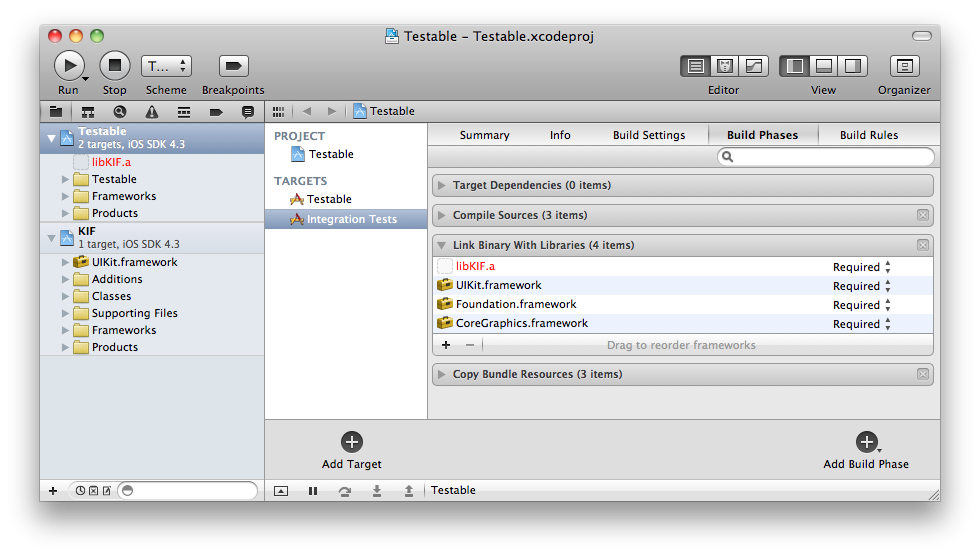 Testable – Testable.xcodeproj
T...
Run
Stop
Scheme
Breakpoints
Editor
View
Organizer
Testable
Testable
2 targets, iOS SDK 4.3
libKIF.a
Testable
Frameworks
Products
KIF
1 target, iOS SDK 4.3
UIKit.framework
Additions
Classes
Supporting Files
Frameworks
Products
PROJECT
Testable
TARGETS
Testable
Integration Tests
Add Target
Summary
Info
Build Settings
Build Phases
Build Rules
Target Dependencies (0 items)
Compile Sources (3 items)
Link Binary With Libraries (4 items)
libKIF.a Required
UIKit.framework Required
Foundation.framework Required
CoreGraphics.framework Required
Drag to reorder frameworks
Copy Bundle Resources (3 items)
Add Build Phase
Testable